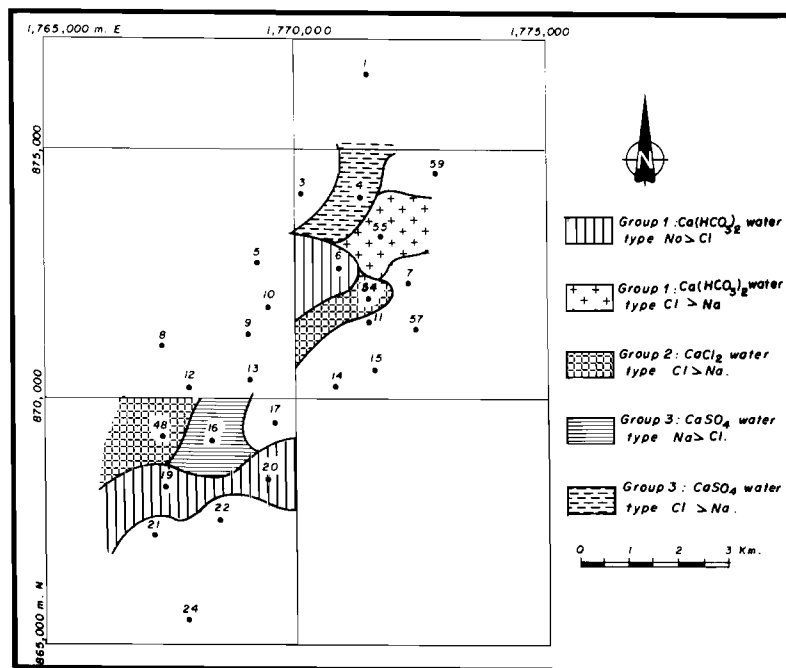 1,765,000 m. E
1,770,000
1,775,000
1
875,000
59
3
4
55
5
6
7
54
10
11
57
9
8
15
13
12
14
870,000
17
48
16
20
19
22
21
24
865,000 m. N
N
Group 1: Ca(HCO3)2 water
type Na > Cl
Group 1: Ca(HCO3)2 water
type Cl > Na
Group 2: CaCl2 water
type Cl > Na.
Group 3: CaSO4 water
type Na > Cl.
Group 3: CaSO4 water
type Cl > Na.
0 1 2 3 Km.